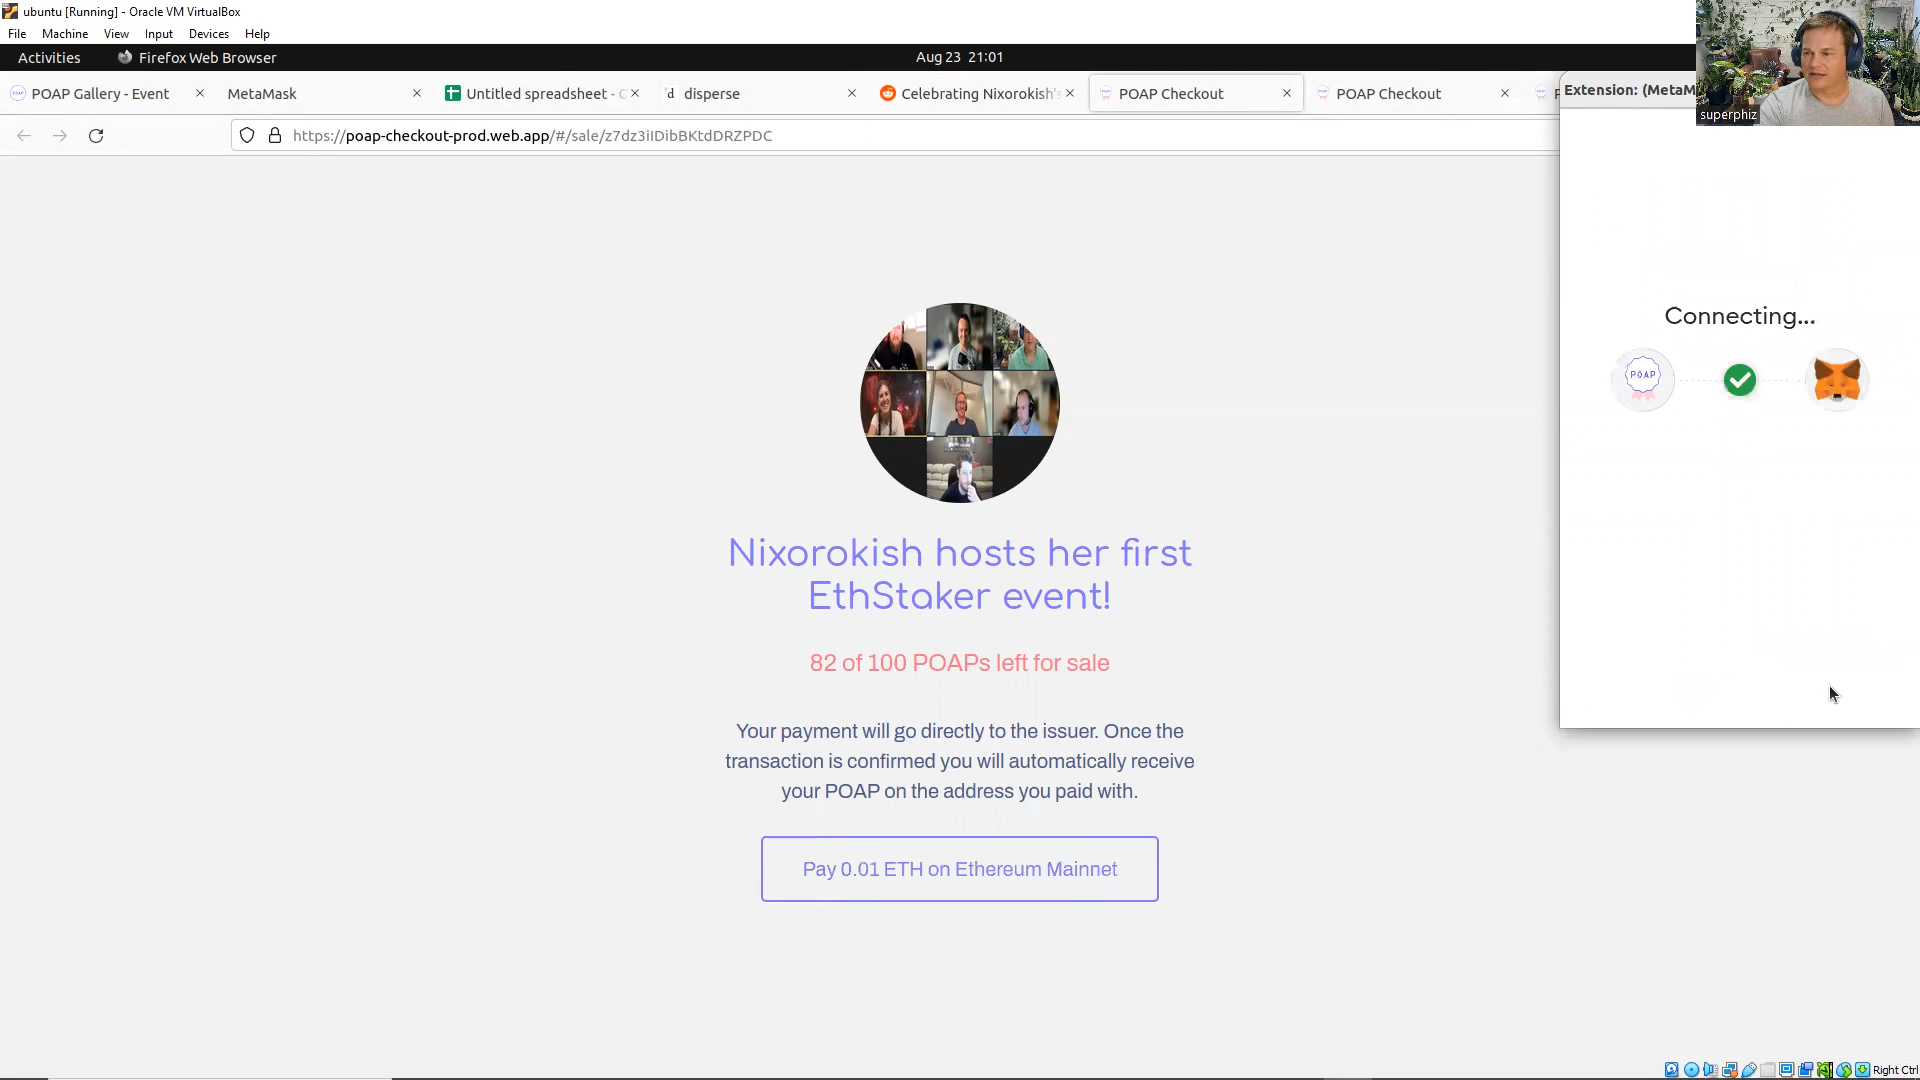 ubuntu [Running] - Oracle VM VirtualBox
File Machine View Input Devices Help
Activities Firefox Web Browser Aug 23 21:01
POAP Gallery - Event MetaMask Untitled spreadsheet - G disperse Celebrating Nixorokish's POAP Checkout POAP Checkout
Extension: (MetaM
superphiz
https://poap-checkout-prod.web.app/#/sale/z7dz3iIDibBKtdDRZPDC
Connecting...
POAP
Nixorokish hosts her first
EthStaker event!
82 of 100 POAPs left for sale
Your payment will go directly to the issuer. Once the
transaction is confirmed you will automatically receive
your POAP on the address you paid with.
Pay 0.01 ETH on Ethereum Mainnet
Right Ctrl